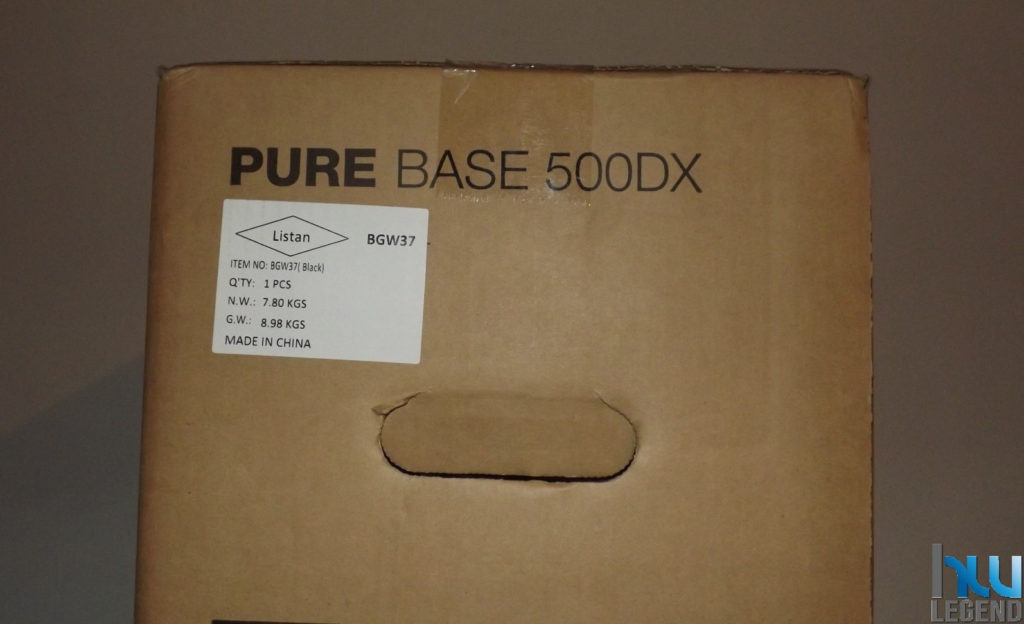 PURE BASE 500DX
Listan BGW37
ITEM NO: BGW37( Black)
Q'TY: 1 PCS
N.W.: 7.80 KGS
G.W.: 8.98 KGS
MADE IN CHINA
hw
LEGEND